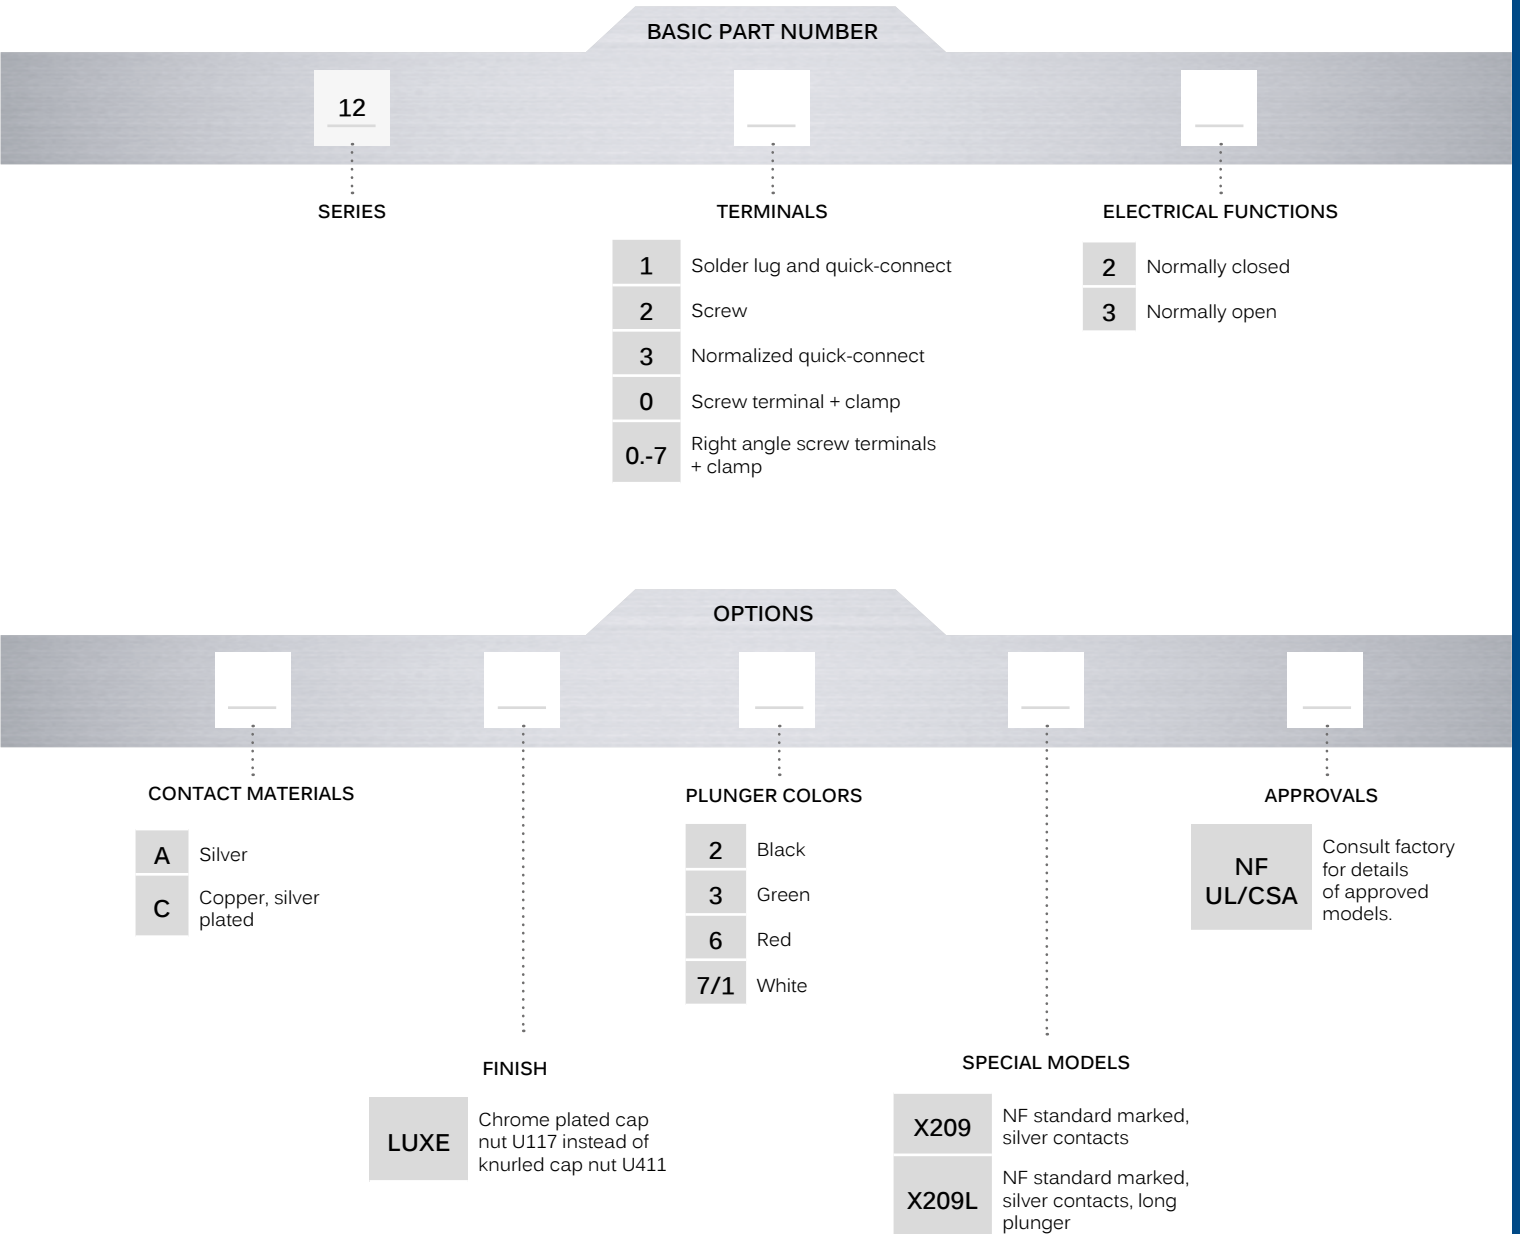 BASIC PART NUMBER
12
SERIES
TERMINALS
1 Solder lug and quick-connect
2 Screw
3 Normalized quick-connect
0 Screw terminal + clamp
0.-7 Right angle screw terminals
+ clamp
ELECTRICAL FUNCTIONS
2 Normally closed
3 Normally open
OPTIONS
CONTACT MATERIALS
A Silver
C Copper, silver
plated
FINISH
LUXE Chrome plated cap
nut U117 instead of
knurled cap nut U411
PLUNGER COLORS
2 Black
3 Green
6 Red
7/1 White
SPECIAL MODELS
X209 NF standard marked,
silver contacts
X209L NF standard marked,
silver contacts, long
plunger
APPROVALS
NF
UL/CSA
Consult factory
for details
of approved
models.